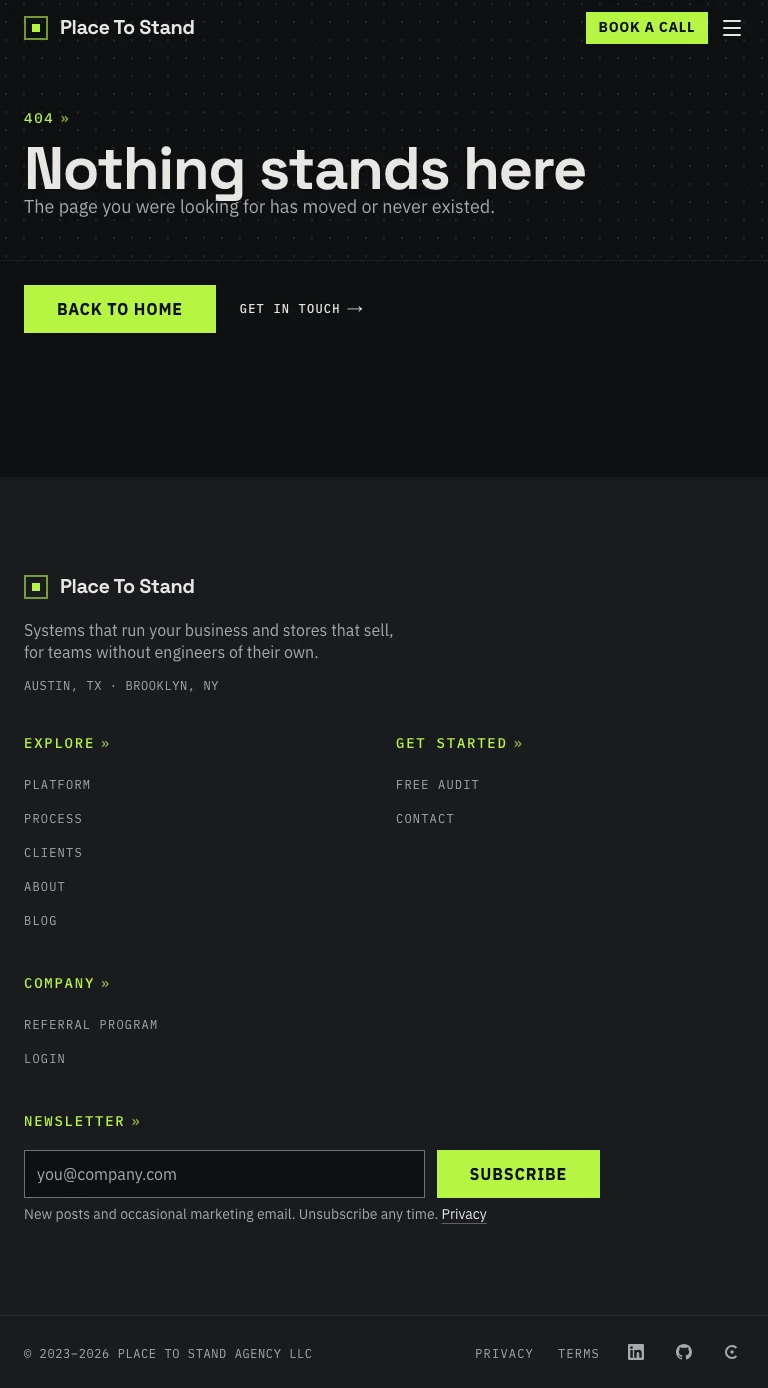 Place To Stand
BOOK A CALL
404 »
Nothing stands here
The page you were looking for has moved or never existed.
BACK TO HOME
GET IN TOUCH →
Place To Stand
Systems that run your business and stores that sell,
for teams without engineers of their own.
AUSTIN, TX · BROOKLYN, NY
EXPLORE »
PLATFORM
PROCESS
CLIENTS
ABOUT
BLOG
GET STARTED »
FREE AUDIT
CONTACT
COMPANY »
REFERRAL PROGRAM
LOGIN
NEWSLETTER »
you@company.com
SUBSCRIBE
New posts and occasional marketing email. Unsubscribe any time. Privacy
© 2023–2026 PLACE TO STAND AGENCY LLC
PRIVACY
TERMS